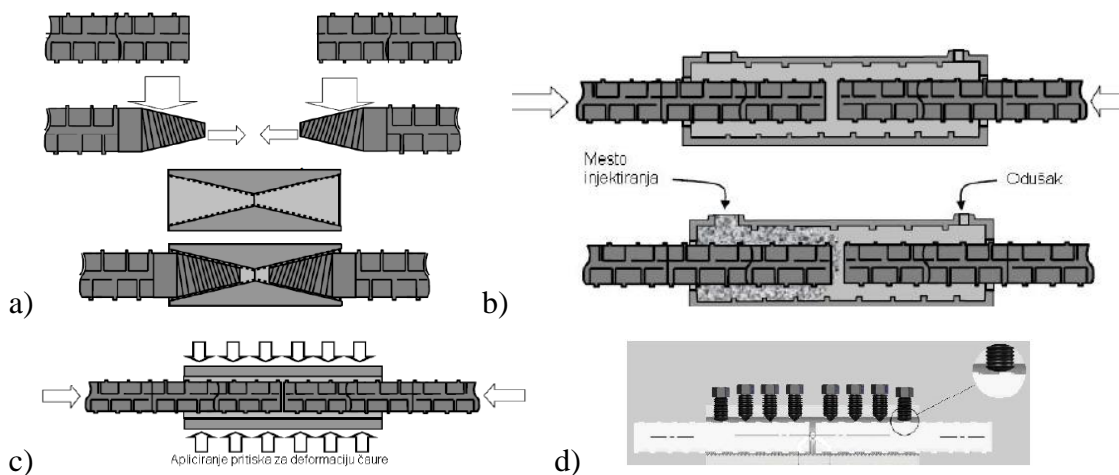 a)
Mesto
injektiranja
Odušak
b)
Apliciranje pritiska za deformaciju čaure
c)
d)